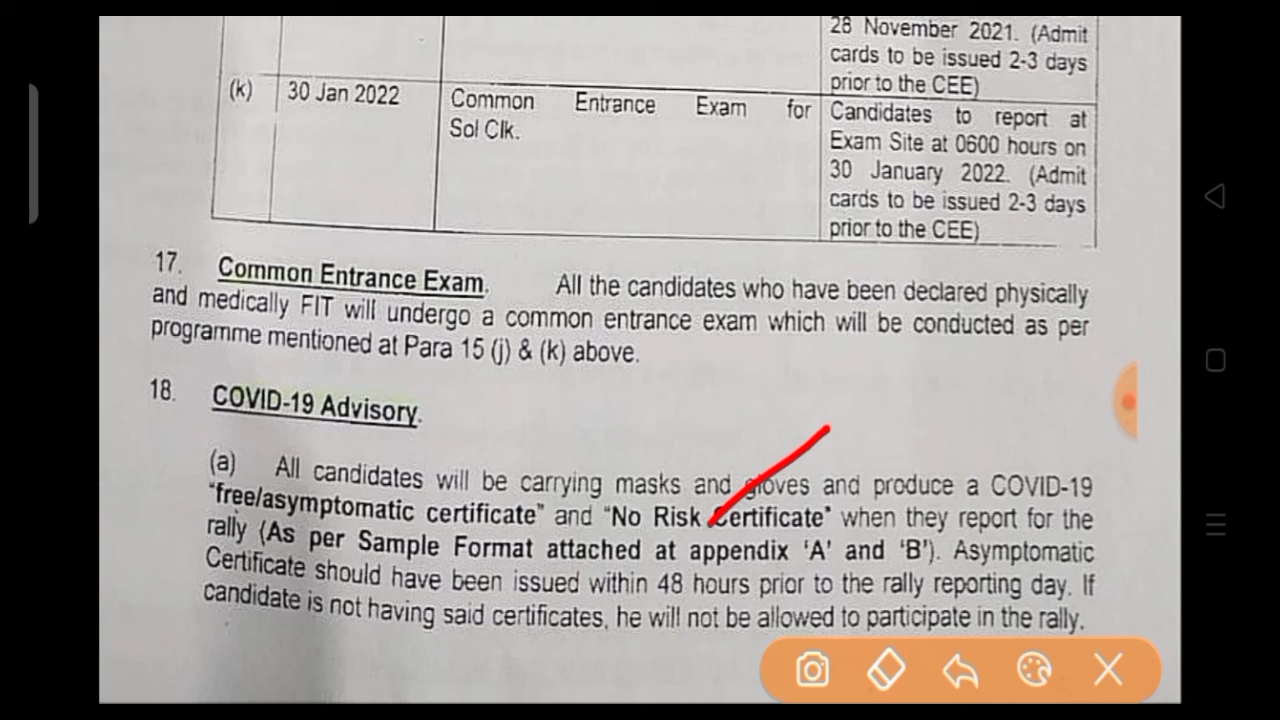 28 November 2021. (Admit
cards to be issued 2-3 days
prior to the CEE)
(k) 30 Jan 2022 Common Entrance Exam for Candidates to report at
Sol Clk. Exam Site at 0600 hours on
30 January 2022. (Admit
cards to be issued 2-3 days
prior to the CEE)
17. Common Entrance Exam. All the candidates who have been declared physically
and medically FIT will undergo a common entrance exam which will be conducted as per
programme mentioned at Para 15 (j) & (k) above.
18. COVID-19 Advisory.
(a) All candidates will be carrying masks and gloves and produce a COVID-19
"free/asymptomatic certificate" and "No Risk Certificate" when they report for the
rally (As per Sample Format attached at appendix 'A' and 'B'). Asymptomatic
Certificate should have been issued within 48 hours prior to the rally reporting day. If
candidate is not having said certificates, he will not be allowed to participate in the rally.